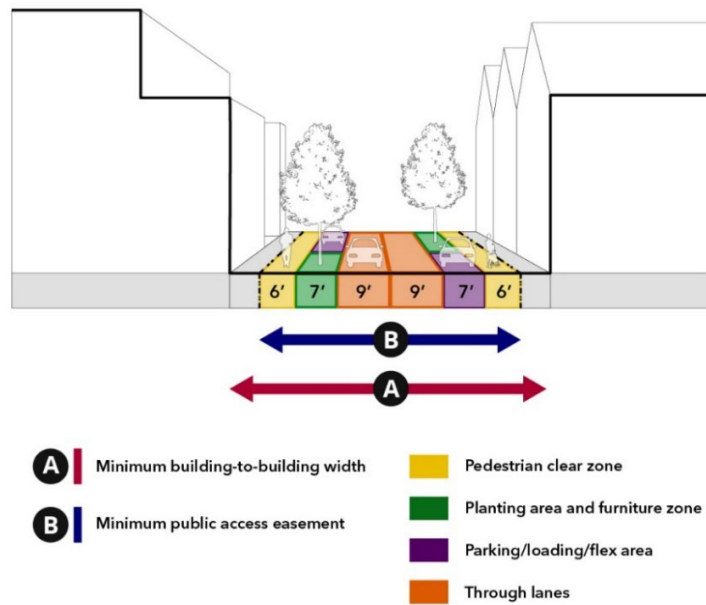 6’ 7’ 9’ 9’ 7’ 6’
B
A
A Minimum building-to-building width
B Minimum public access easement
Pedestrian clear zone
Planting area and furniture zone
Parking/loading/flex area
Through lanes